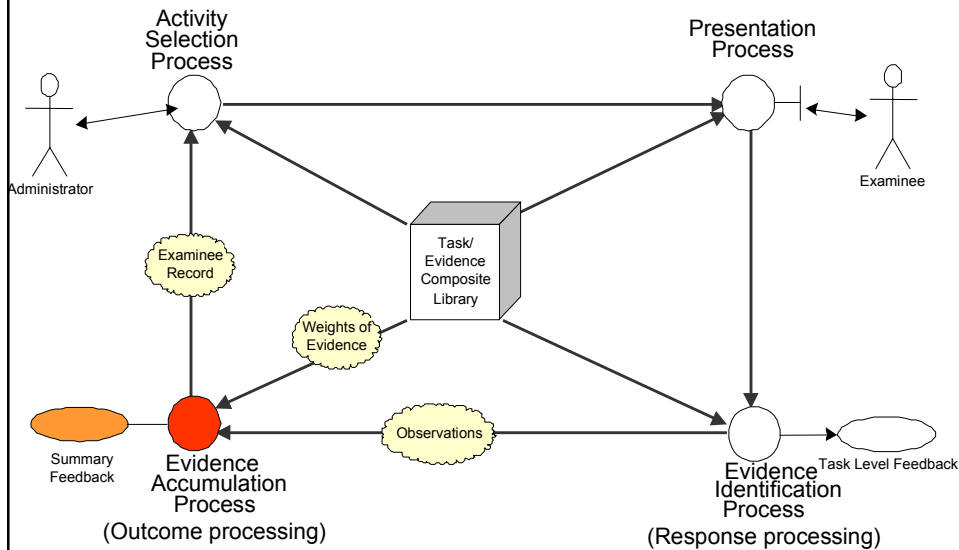 Activity
Selection
Process
Presentation
Process
Administrator
Examinee
Examinee
Record
Task/
Evidence
Composite
Library
Weights of
Evidence
Observations
Summary
Feedback
Evidence
Accumulation
Process
(Outcome processing)
Evidence
Identification
Process
(Response processing)
Task Level Feedback